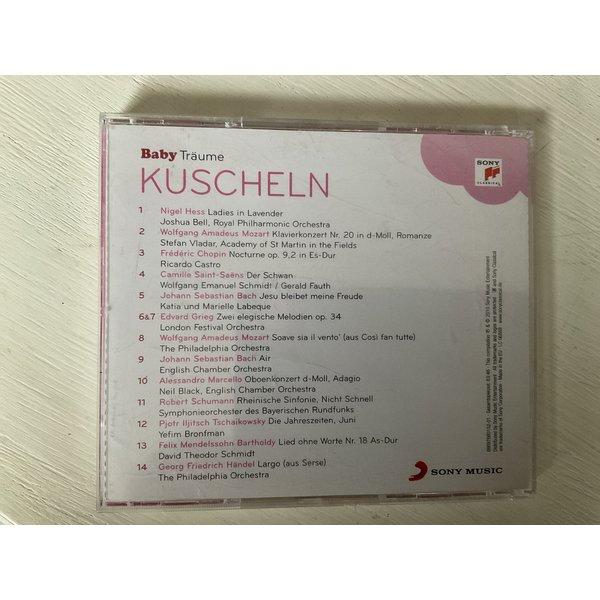 Baby Träume
KUSCHELN
SONY
CLASSICAL
1 Nigel Hess Ladies in Lavender
Joshua Bell, Royal Philharmonic Orchestra
2 Wolfgang Amadeus Mozart Klavierkonzert Nr. 20 in d-Moll, Romanze
Stefan Vladar, Academy of St Martin in the Fields
3 Frédéric Chopin Nocturne op. 9,2 in Es-Dur
Ricardo Castro
4 Camille Saint-Saëns Der Schwan
Wolfgang Emanuel Schmidt / Gerald Fauth
5 Johann Sebastian Bach Jesu bleibet meine Freude
Katia und Marielle Labeque
6&7 Edvard Grieg Zwei elegische Melodien op. 34
London Festival Orchestra
8 Wolfgang Amadeus Mozart Soave sia il vento' (aus Così fan tutte)
The Philadelphia Orchestra
9 Johann Sebastian Bach Air
English Chamber Orchestra
10 Alessandro Marcello Oboenkonzert d-Moll, Adagio
Neil Black, English Chamber Orchestra
11 Robert Schumann Rheinische Sinfonie, Nicht Schnell
Symphonieorchester des Bayerischen Rundfunks
12 Pjotr Iljitsch Tschaikowsky Die Jahreszeiten, Juni
Yefim Bronfman
13 Felix Mendelssohn Bartholdy Lied ohne Worte Nr. 18 As-Dur
David Theodor Schmidt
14 Georg Friedrich Händel Largo (aus Serse)
The Philadelphia Orchestra
SONY MUSIC